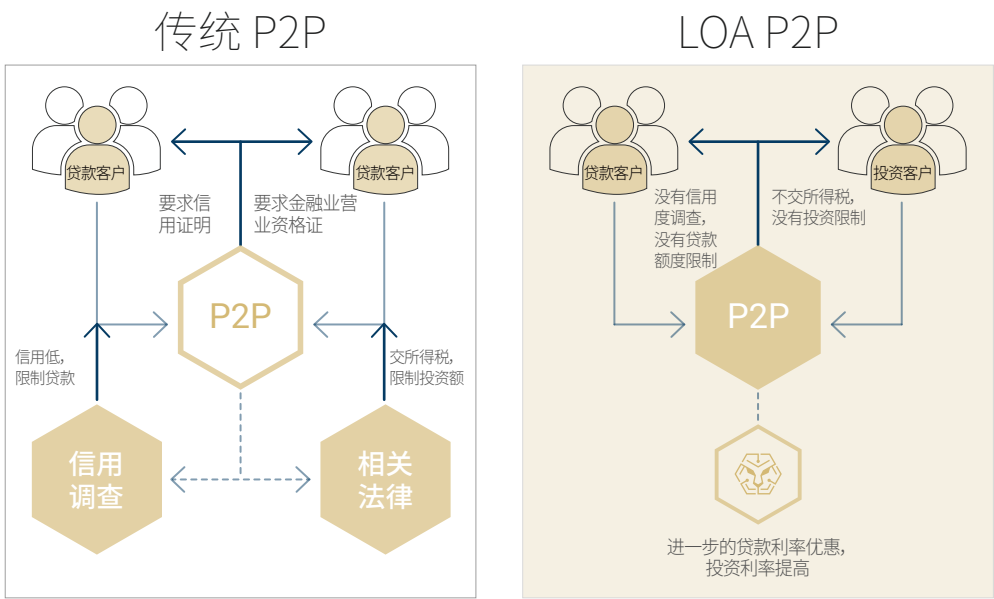 传统 P2P
贷款客户
贷款客户
要求信
用证明
要求金融业营
业资格证
P2P
信用低,
限制贷款
交所得税,
限制投资额
信用
调查
相关
法律
LOA P2P
贷款客户
投资客户
没有信用
度调查,
没有贷款
额度限制
不交所得税,
没有投资限制
P2P
进一步的贷款利率优惠,
投资利率提高